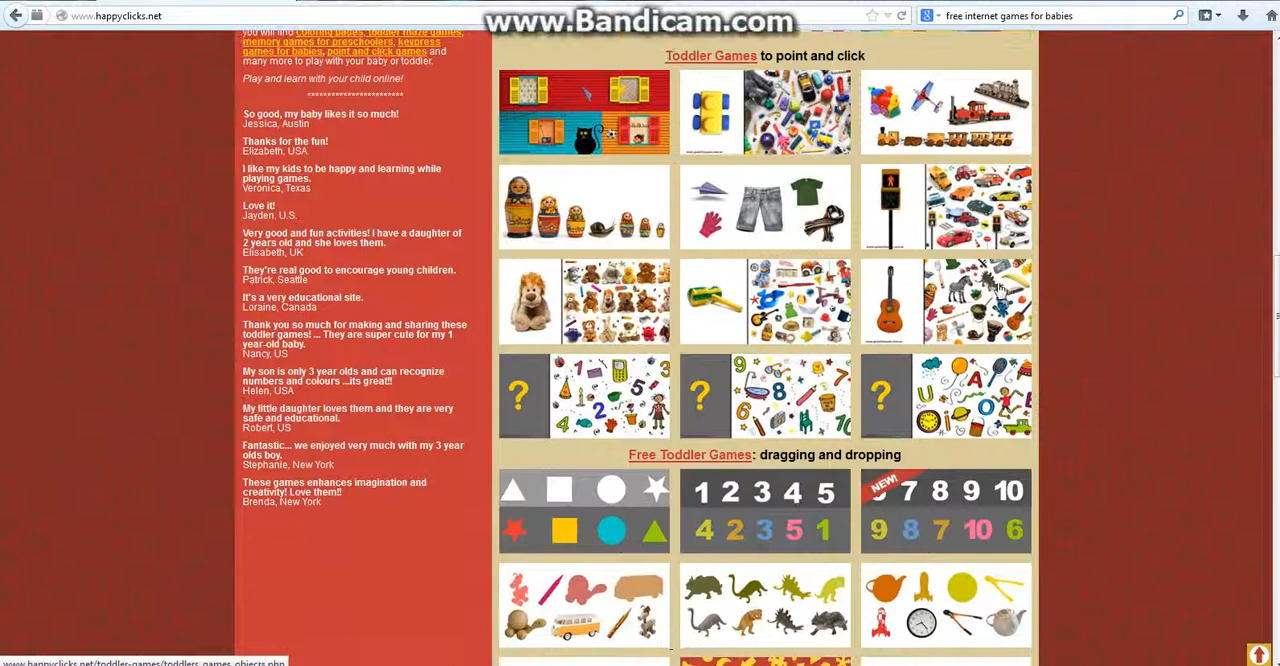 www.happyclicks.net
www.Bandicam.com
free internet games for babies
you will find coloring pages, toddler maze games,
memory games for preschoolers, keypress
games for babies, point and click games and
many more to play with your baby or toddler.
Play and learn with your child online!
************************
So good, my baby likes it so much!
Jessica, Austin
Thanks for the fun!
Elizabeth, USA
I like my kids to be happy and learning while
playing games.
Veronica, Texas
Love it!
Jayden, U.S.
Very good and fun activities! I have a daughter of
2 years old and she loves them.
Elisabeth, UK
They're real good to encourage young children.
Patrick, Seattle
It's a very educational site.
Loraine, Canada
Thank you so much for making and sharing these
toddler games! ... They are super cute for my 1
year-old baby.
Nancy, US
My son is only 3 year olds and can recognize
numbers and colours ...its great!!
Helen, USA
My little daughter loves them and they are very
safe and educational.
Robert, US
Fantastic... we enjoyed very much with my 3 year
olds boy.
Stephanie, New York
These games enhances imagination and
creativity! Love them!!
Brenda, New York
Toddler Games to point and click
? 1 3 5 2 4
? 9 7 8 6 10
? A U O
Free Toddler Games: dragging and dropping
1 2 3 4 5
4 2 3 5 1
NEW! 7 8 9 10
9 8 7 10 6
www.happyclicks.net/toddler-games/toddlers_games_objects.php